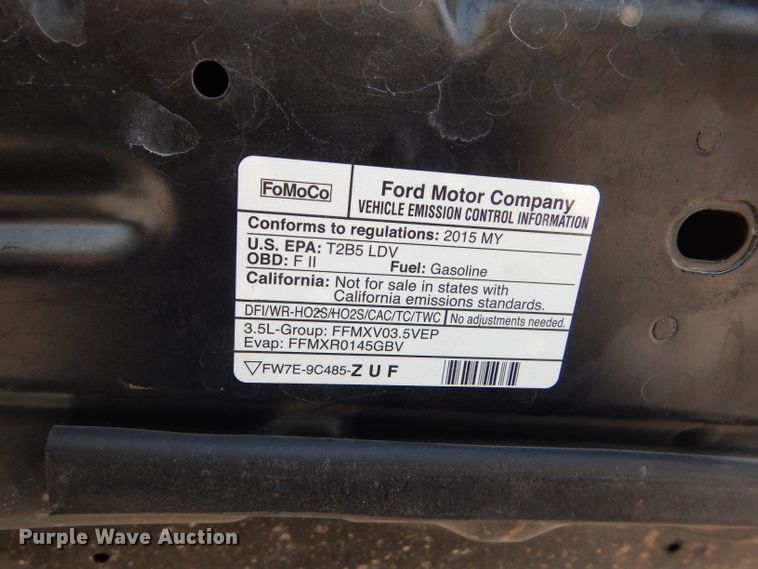 FoMoCo
Ford Motor Company
VEHICLE EMISSION CONTROL INFORMATION
Conforms to regulations: 2015 MY
U.S. EPA: T2B5 LDV
OBD: F II Fuel: Gasoline
California: Not for sale in states with
California emissions standards.
DFI/WR-HO2S/HO2S/CAC/TC/TWC No adjustments needed.
3.5L-Group: FFMXV03.5VEP
Evap: FFMXR0145GBV
FW7E-9C485-Z U F
Purple Wave Auction